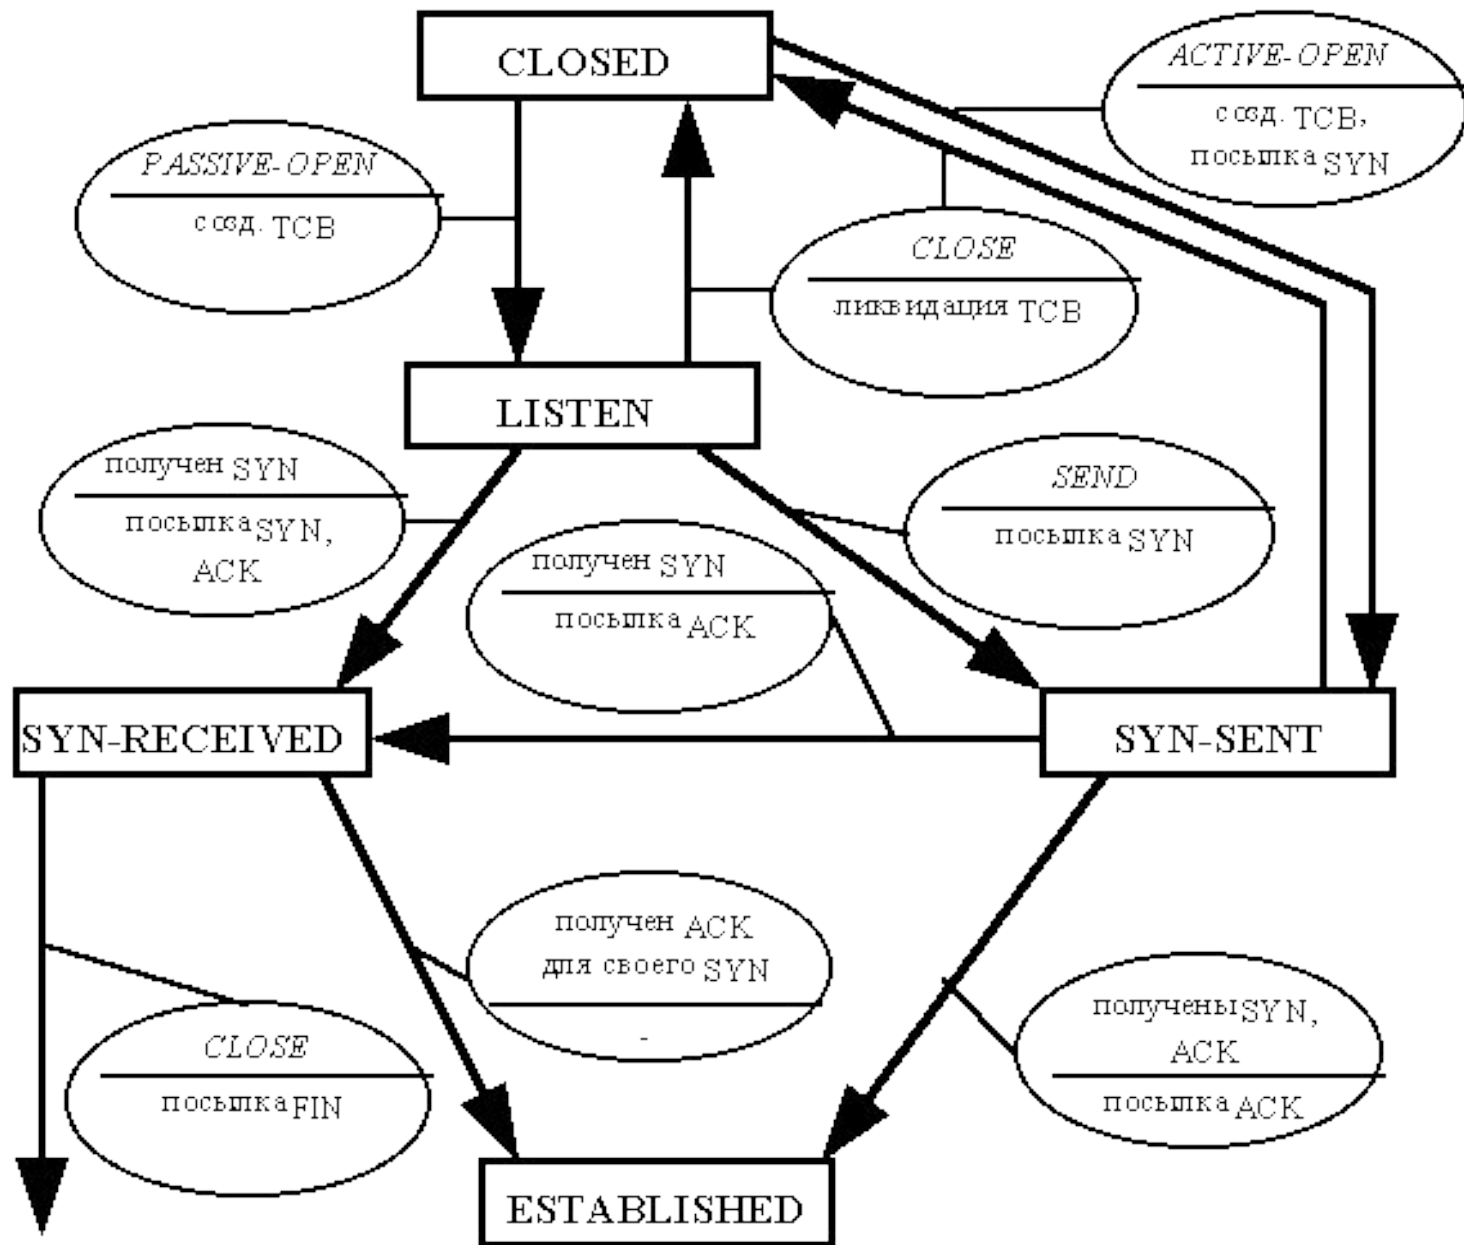 CLOSED
ACTIVE-OPEN
созд. TCB,
посылка SYN
PASSIVE-OPEN
созд. TCB
CLOSE
ликвидация TCB
LISTEN
получен SYN
посылка SYN,
ACK
SEND
посылка SYN
получен SYN
посылка ACK
SYN-RECEIVED
SYN-SENT
получен ACK
для своего SYN
-
получены SYN,
ACK
посылка ACK
CLOSE
посылка FIN
ESTABLISHED